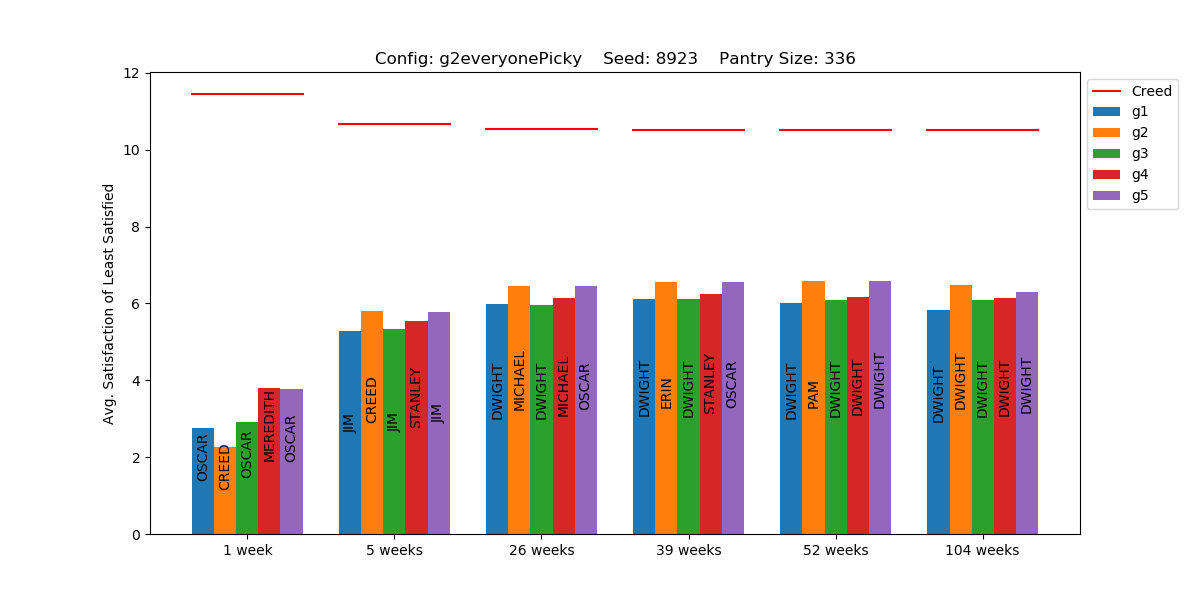 Config: g2everyonePicky    Seed: 8923    Pantry Size: 336
Avg. Satisfaction of Least Satisfied
12
10
8
6
4
2
0
OSCAR
CREED
OSCAR
MEREDITH
OSCAR
JIM
CREED
JIM
STANLEY
JIM
DWIGHT
MICHAEL
DWIGHT
MICHAEL
OSCAR
DWIGHT
ERIN
DWIGHT
STANLEY
OSCAR
DWIGHT
PAM
DWIGHT
DWIGHT
DWIGHT
DWIGHT
DWIGHT
DWIGHT
DWIGHT
DWIGHT
1 week
5 weeks
26 weeks
39 weeks
52 weeks
104 weeks
Creed
g1
g2
g3
g4
g5